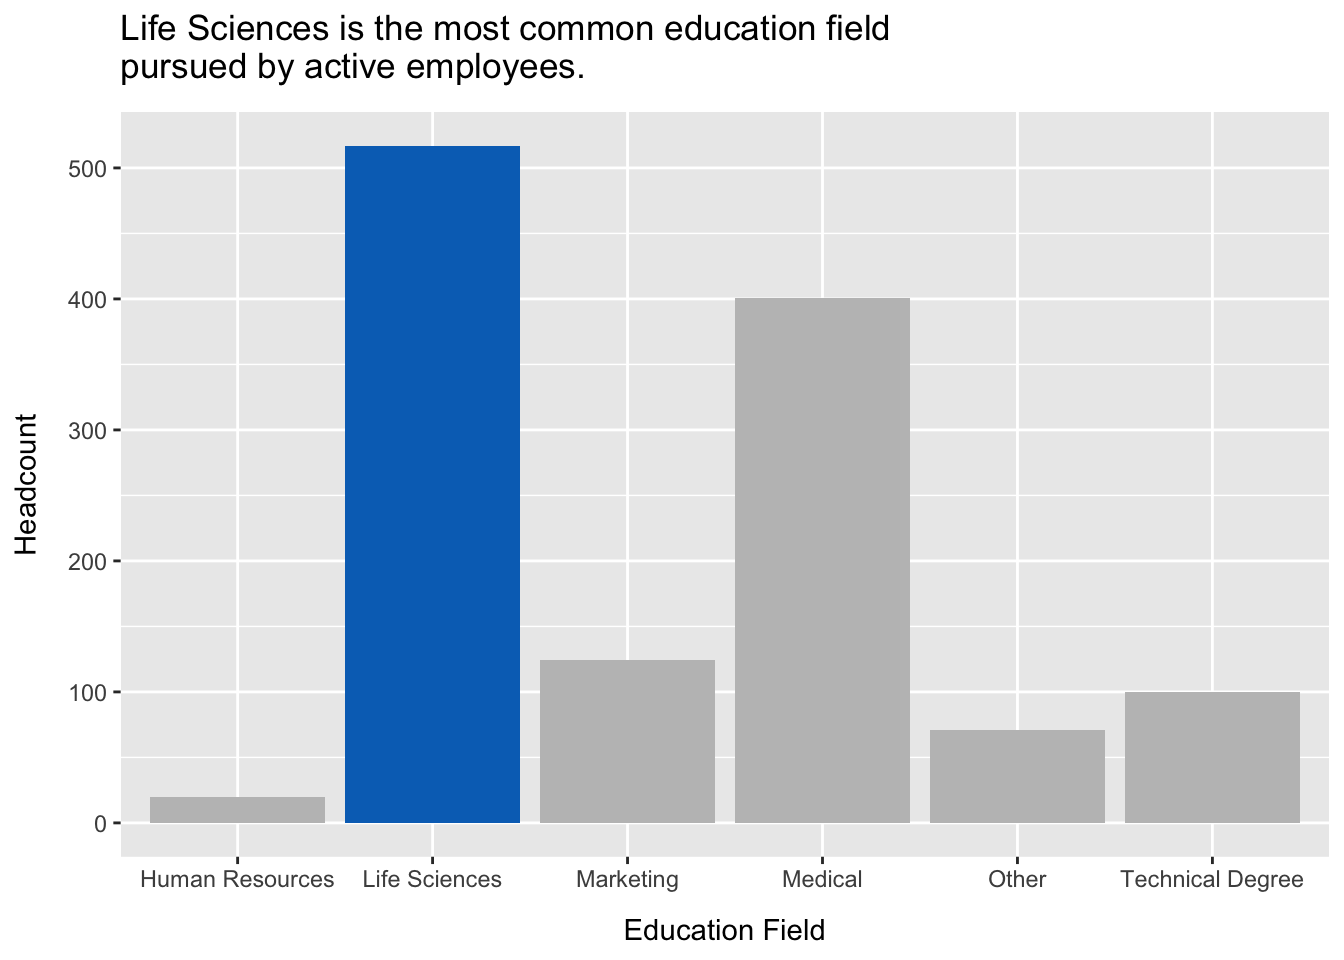 Life Sciences is the most common education field
pursued by active employees.
500
400
300
200
100
0
Headcount
Human Resources
Life Sciences
Marketing
Medical
Other
Technical Degree
Education Field